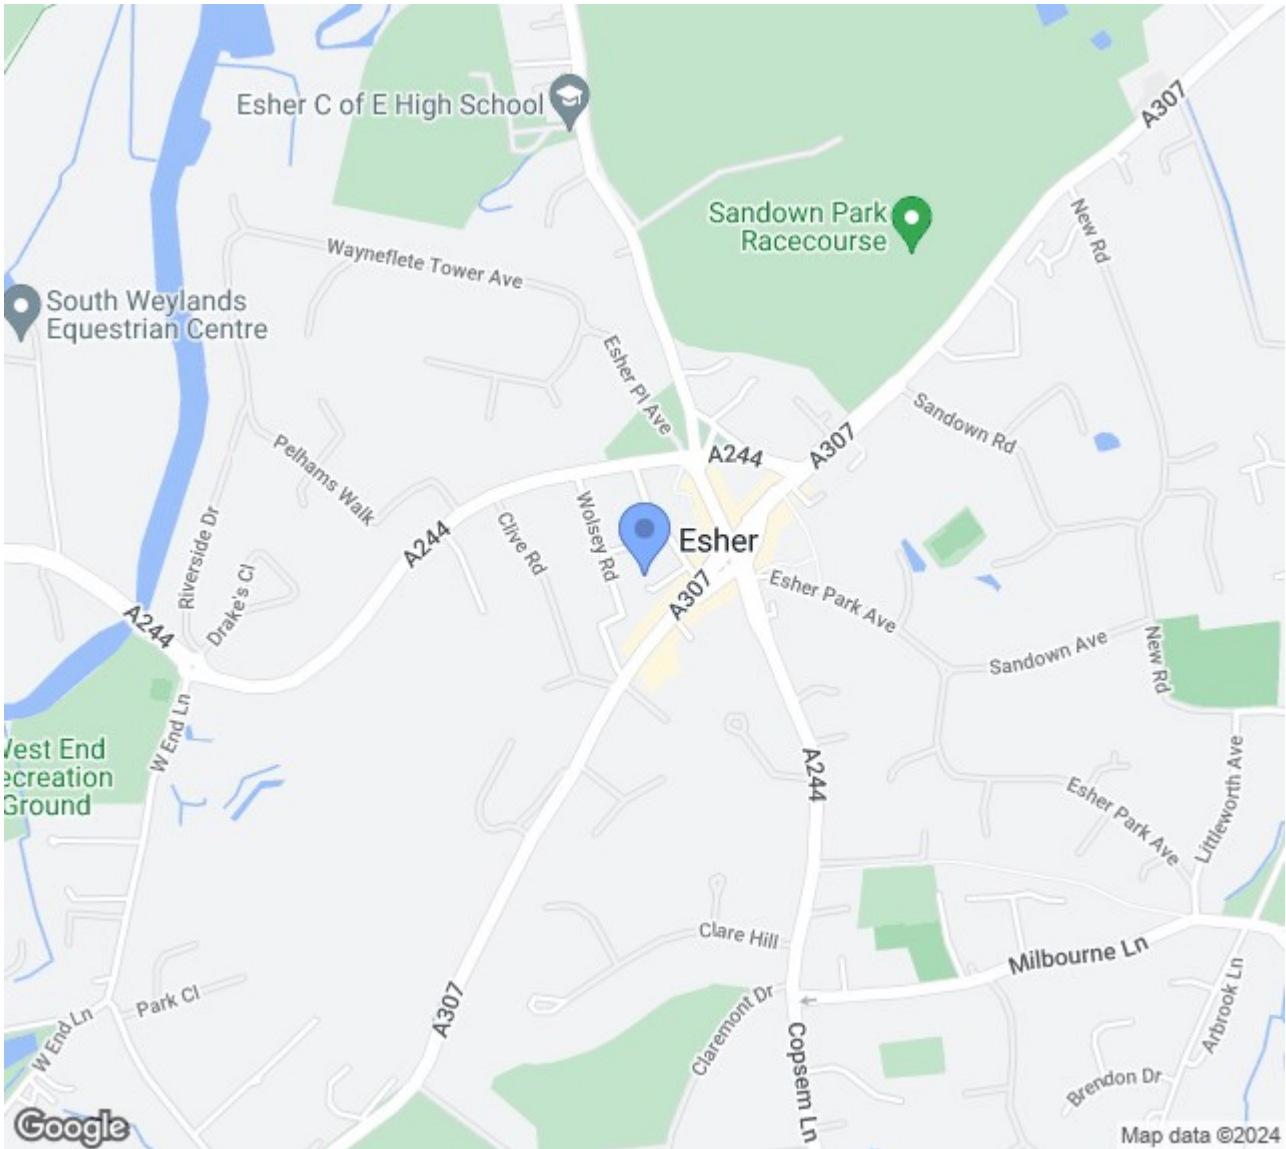 Esher C of E High School
A307
Sandown Park
Racecourse
New Rd
Wayneflete Tower Ave
South Weylands
Equestrian Centre
Esher Pl Ave
Sandown Rd
A307
A244
Pelhams Walk
Wolsey Rd
Clive Rd
A244
Riverside Dr
Esher
Drake's Cl
A307
Esher Park Ave
A244
Sandown Ave
New Rd
W End Ln
West End
Recreation
Ground
A244
Esher Park Ave
Littleworth Ave
Clare Hill
Milbourne Ln
Park Cl
A307
Claremont Dr
Arbrook Ln
W End Ln
Copsem Ln
Brendon Dr
Google
Map data ©2024